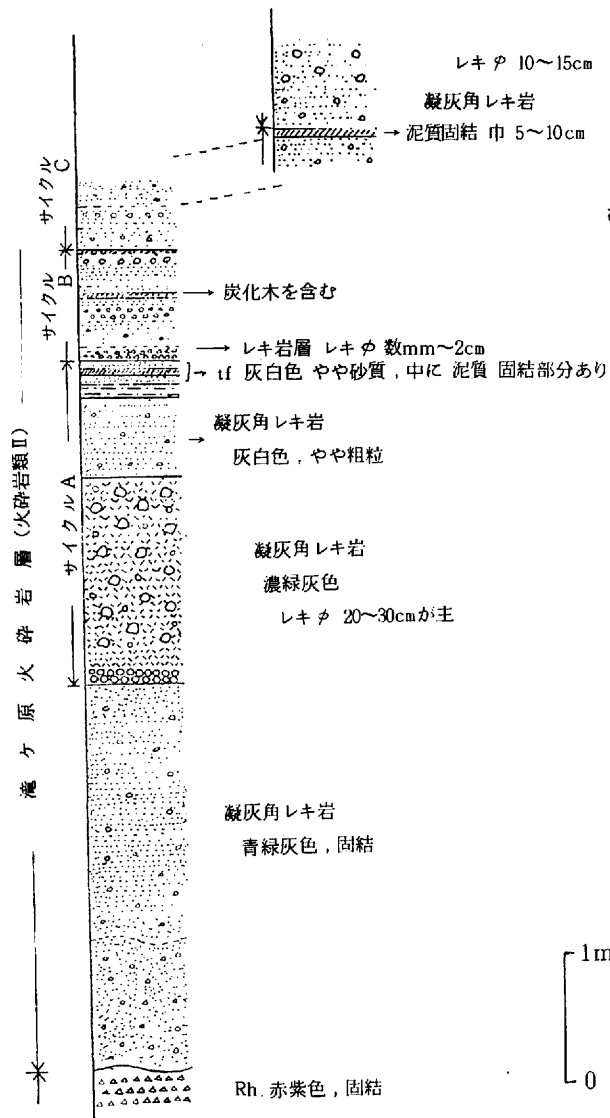 レキφ 10〜15cm
凝灰角レキ岩
泥質固結 巾 5〜10cm
サイクル C
サイクル B
炭化木を含む
レキ岩層 レキφ 数mm〜2cm
tf 灰白色 やや砂質,中に 泥質 固結部分あり
凝灰角レキ岩
灰白色,やや粗粒
サイクル A
凝灰角レキ岩
濃緑灰色
レキφ 20〜30cmが主
滝ヶ原火砕岩層(火砕岩類Ⅱ)
凝灰角レキ岩
青緑灰色,固結
1m
0
Rh. 赤紫色,固結